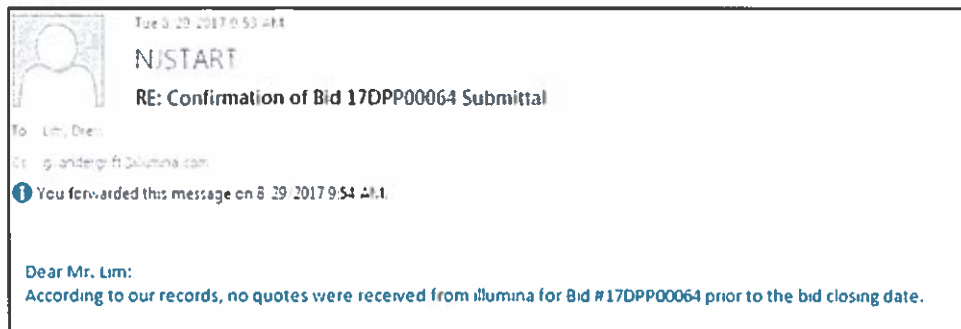 Tue 8/29/2017 9:53 AM
NJSTART
RE: Confirmation of Bid 17DPP00064 Submittal
To Lim, Drew
Cc
You forwarded this message on 8/29/2017 9:54 AM.
Dear Mr. Lim:
According to our records, no quotes were received from illumina for Bid #17DPP00064 prior to the bid closing date.